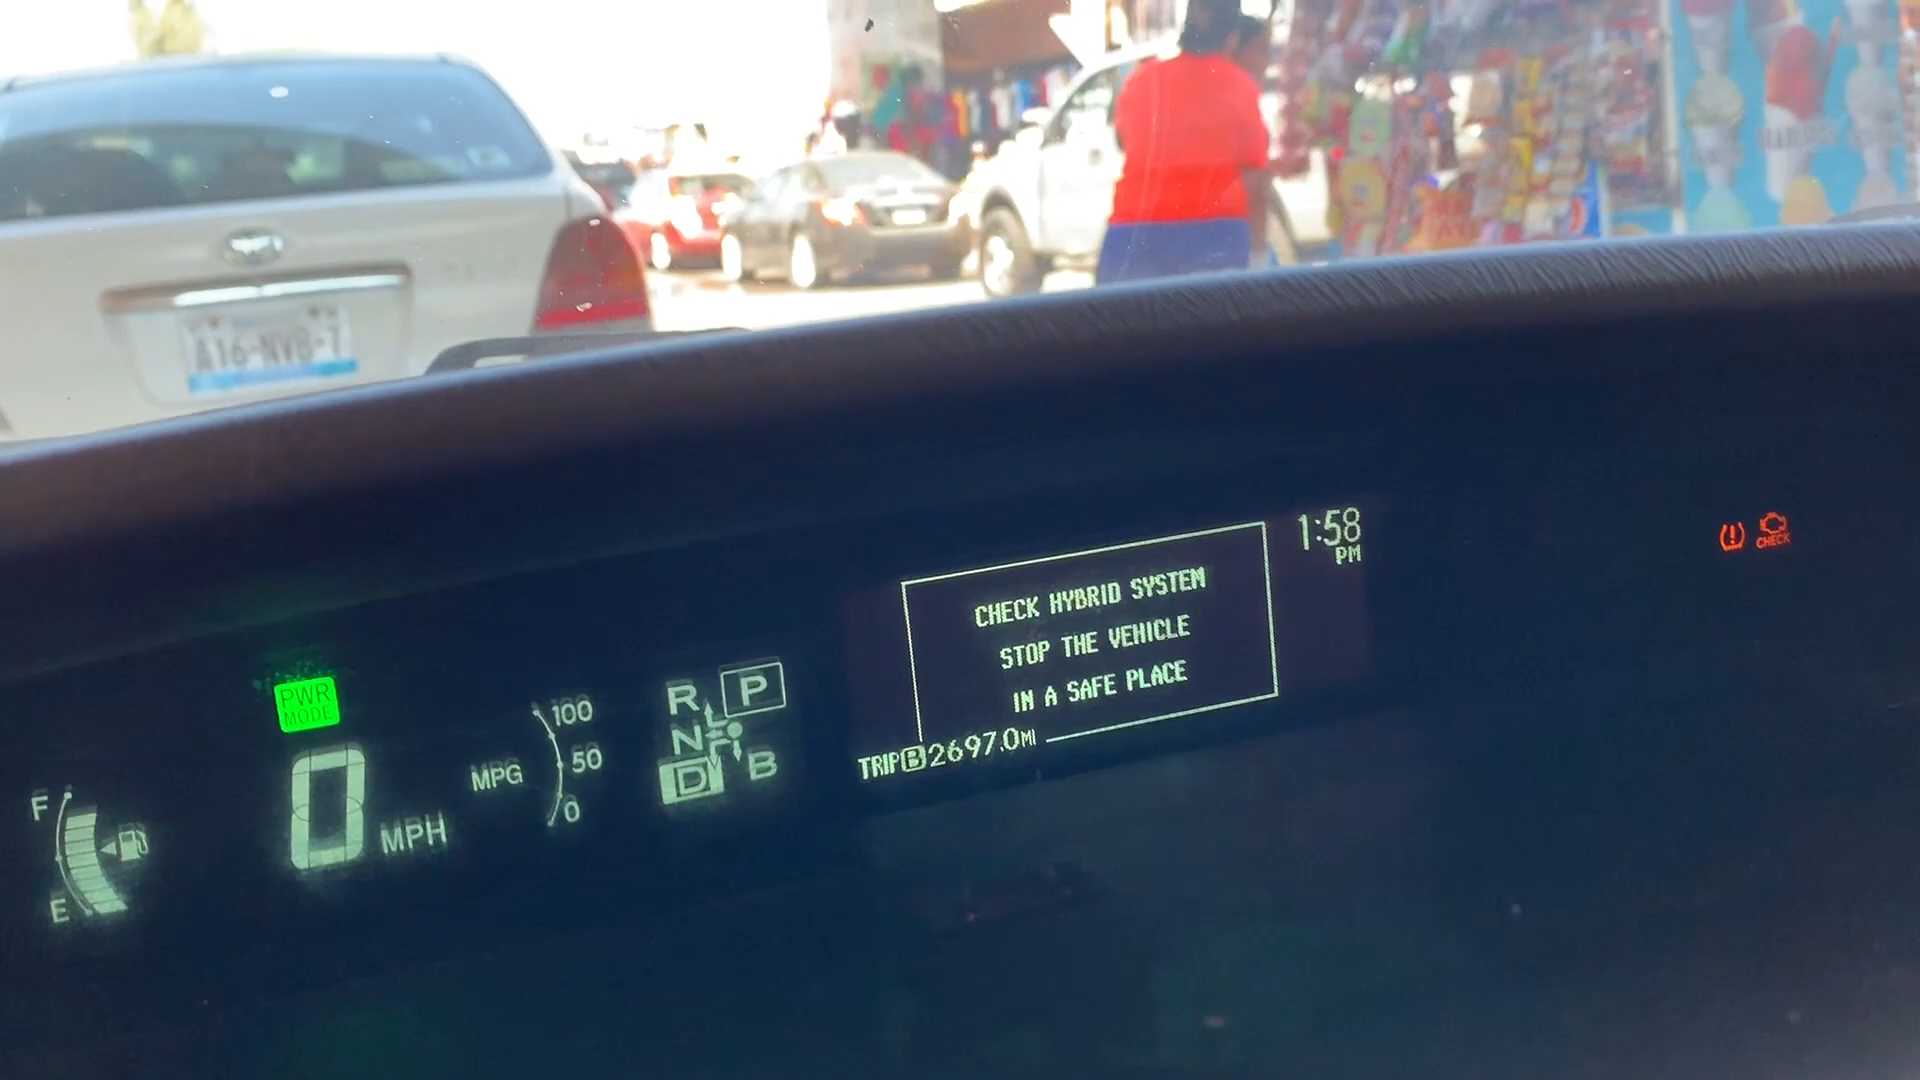 A16-NVB-7
1:58
PM
CHECK HYBRID SYSTEM
STOP THE VEHICLE
IN A SAFE PLACE
CHECK
PWR
MODE
100
50
0
MPG
R P
N
D B
TRIP B 2697.0 MI
F
E
0 MPH